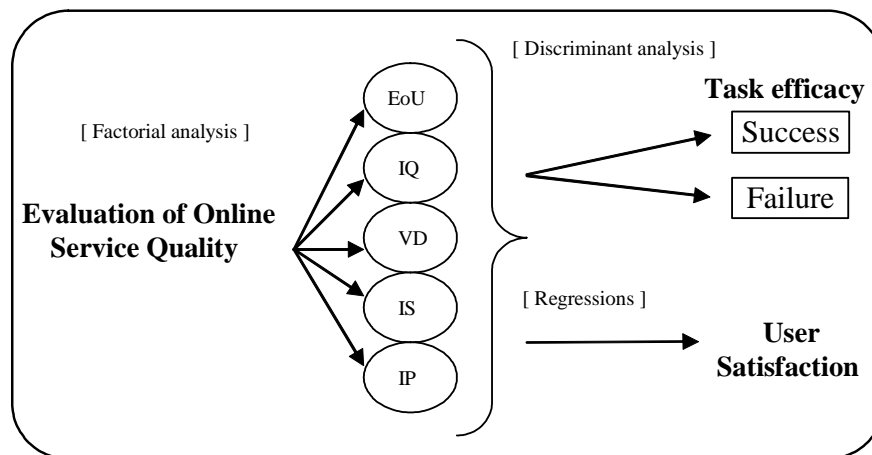 [ Discriminant analysis ]
Task efficacy
Success
Failure
[ Factorial analysis ]
Evaluation of Online
Service Quality
EoU
IQ
VD
IS
IP
[ Regressions ]
User
Satisfaction